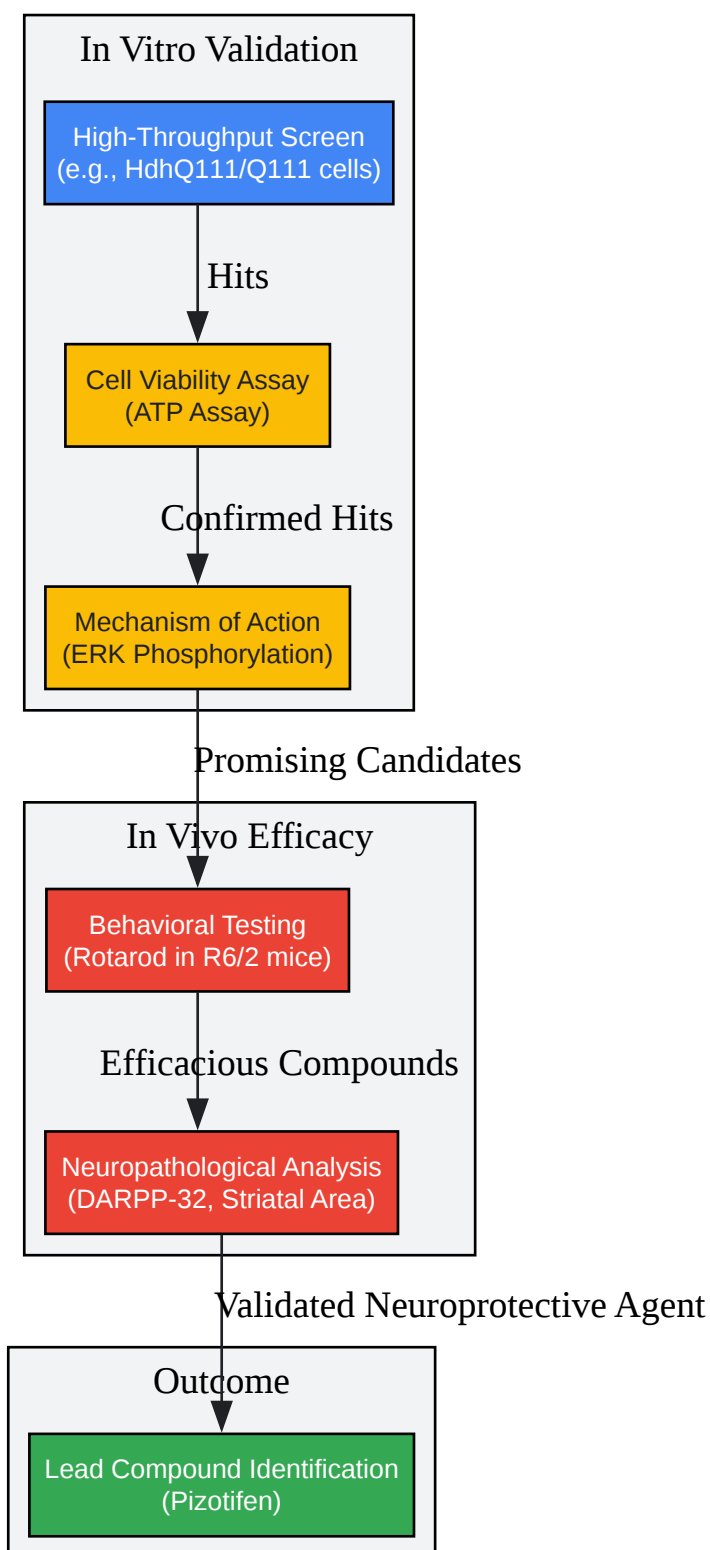 In Vitro Validation
High-Throughput Screen
(e.g., HdhQ111/Q111 cells)
Hits
Cell Viability Assay
(ATP Assay)
Confirmed Hits
Mechanism of Action
(ERK Phosphorylation)
Promising Candidates
In Vivo Efficacy
Behavioral Testing
(Rotarod in R6/2 mice)
Efficacious Compounds
Neuropathological Analysis
(DARPP-32, Striatal Area)
Validated Neuroprotective Agent
Outcome
Lead Compound Identification
(Pizotifen)